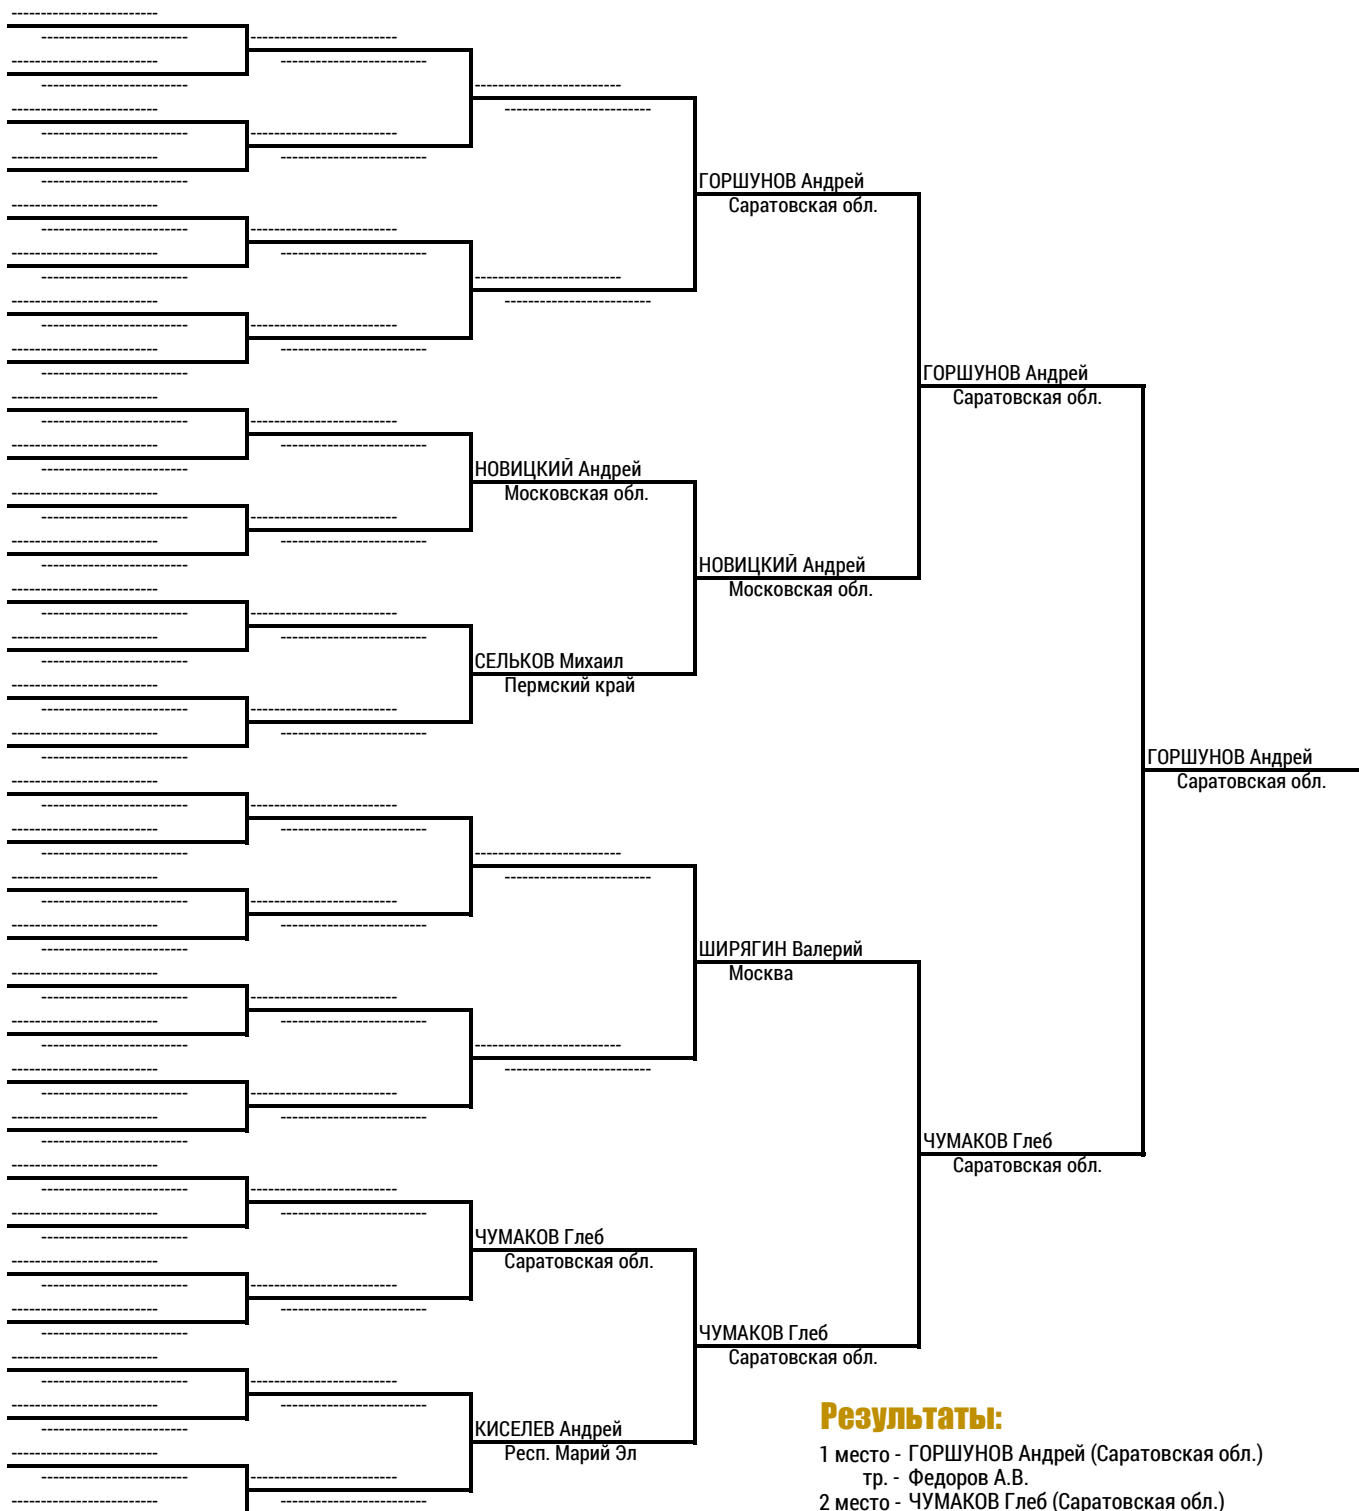 ГОРШУНОВ Андрей
Саратовская обл.
ГОРШУНОВ Андрей
Саратовская обл.
НОВИЦКИЙ Андрей
Московская обл.
НОВИЦКИЙ Андрей
Московская обл.
СЕЛЬКОВ Михаил
Пермский край
ГОРШУНОВ Андрей
Саратовская обл.
ШИРЯГИН Валерий
Москва
ЧУМАКОВ Глеб
Саратовская обл.
ЧУМАКОВ Глеб
Саратовская обл.
ЧУМАКОВ Глеб
Саратовская обл.
КИСЕЛЕВ Андрей
Респ. Марий Эл
Результаты:
1 место - ГОРШУНОВ Андрей (Саратовская обл.)
тр. - Федоров А.В.
2 место - ЧУМАКОВ Глеб (Саратовская обл.)